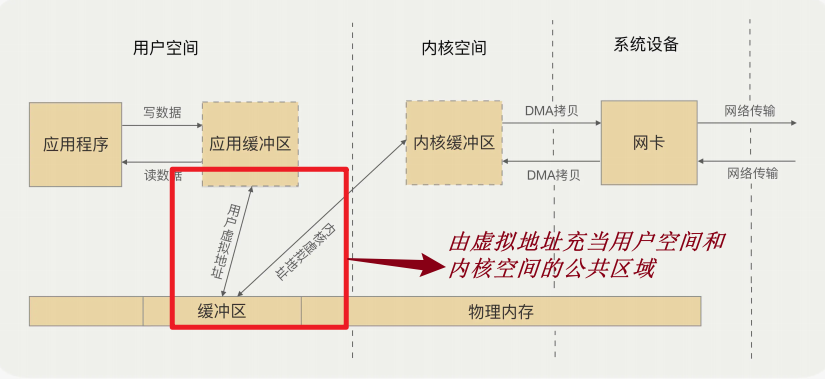 用户空间
内核空间
系统设备
应用程序
写数据
读数据
应用缓冲区
内核缓冲区
DMA拷贝
DMA拷贝
网卡
网络传输
网络传输
用户虚拟地址
内核虚拟地址
由虚拟地址充当用户空间和
内核空间的公共区域
缓冲区
物理内存